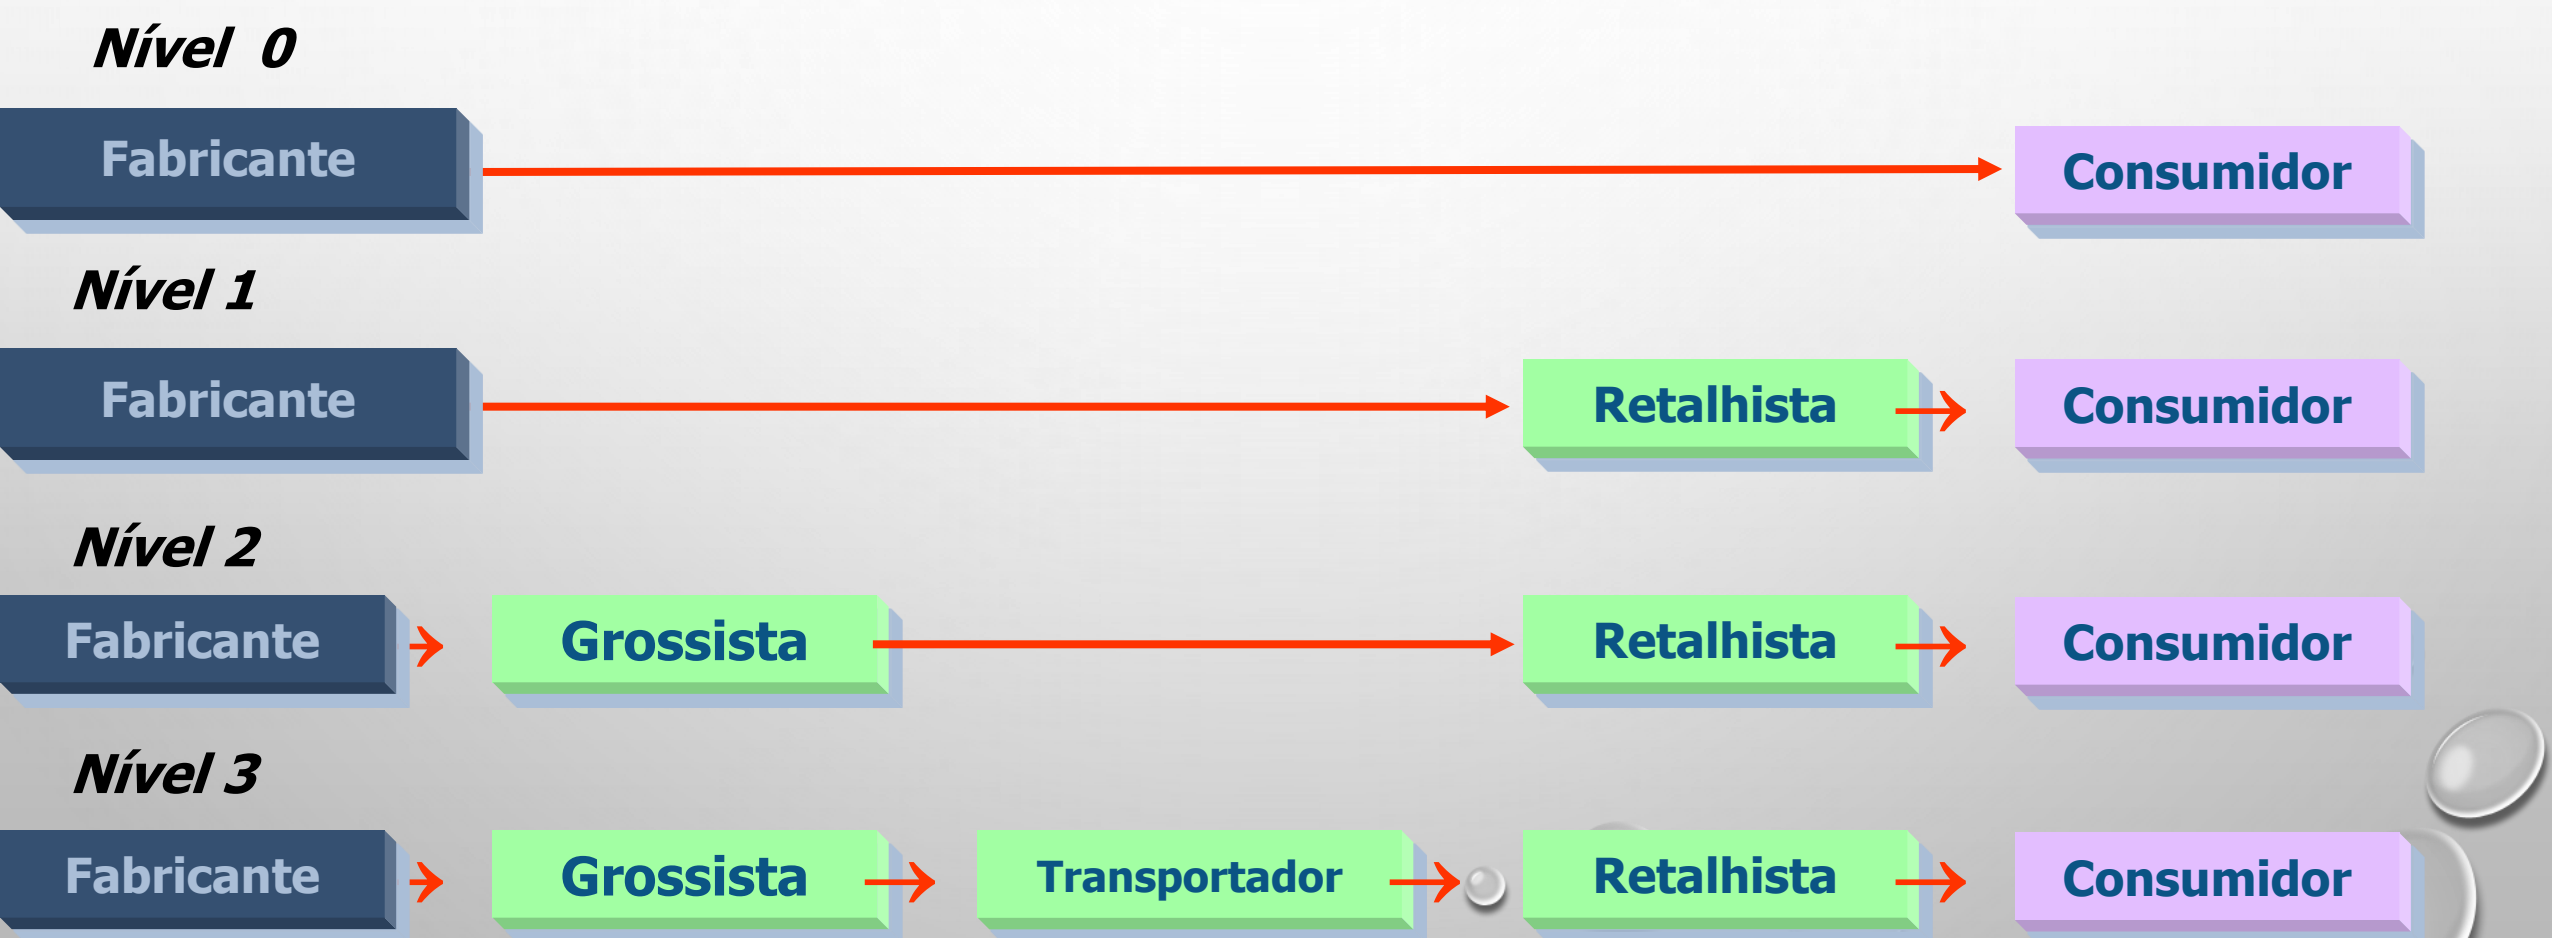 Nível  0
Fabricante Consumidor
Nível 1
Fabricante Retalhista Consumidor
Nível 2
Fabricante Grossista Retalhista Consumidor
Nível 3
Fabricante Grossista Transportador Retalhista Consumidor